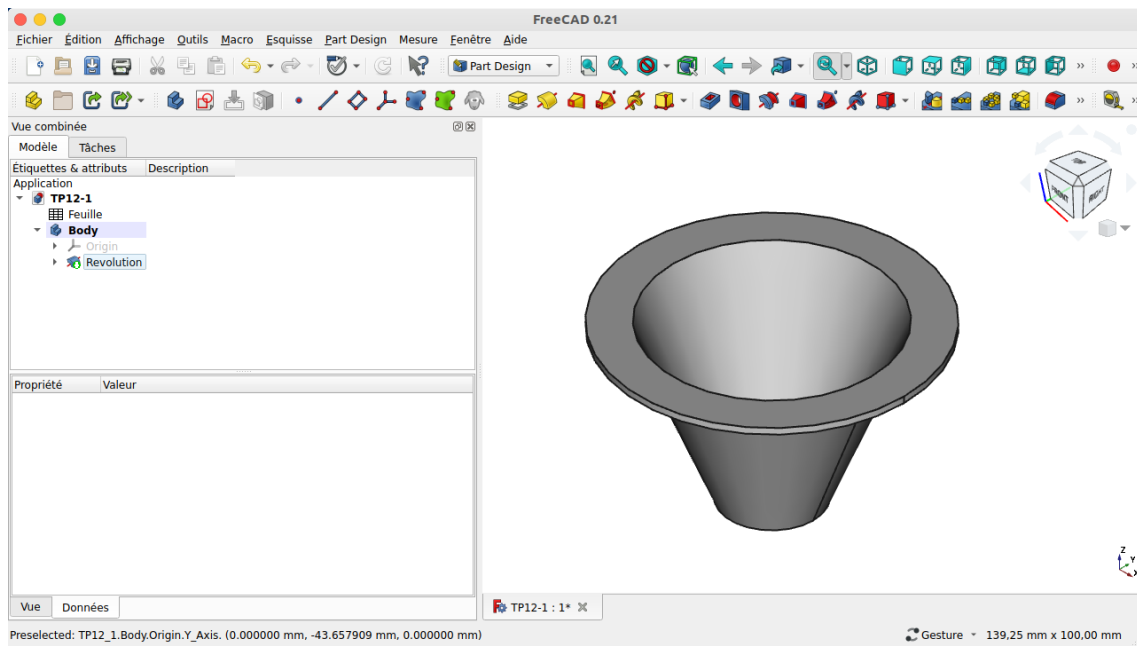 FreeCAD 0.21
Fichier Édition Affichage Outils Macro Esquisse Part Design Mesure Fenêtre Aide
Part Design
Vue combinée
Modèle Tâches
Étiquettes & attributs Description
Application
TP12-1
Feuille
Body
Origin
Revolution
Propriété Valeur
FRONT RIGHT
Z
Y
X
Vue Données
TP12-1 : 1*
Preselected: TP12_1.Body.Origin.Y_Axis. (0.000000 mm, -43.657909 mm, 0.000000 mm)
Gesture 139,25 mm x 100,00 mm